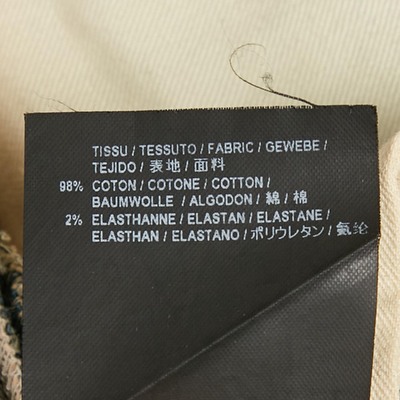 TISSU / TESSUTO / FABRIC / GEWEBE /
TEJIDO / 表地 / 面料
98% COTON / COTONE / COTTON /
BAUMWOLLE / ALGODON / 綿 / 棉
2% ELASTHANNE / ELASTAN / ELASTANE /
ELASTHAN / ELASTANO / ポリウレタン / 氨纶